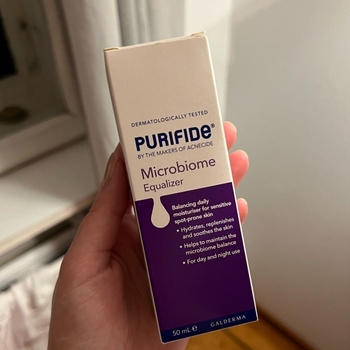 DERMATOLOGICALLY TESTED
PURIFIDE®
BY THE MAKERS OF ACNECIDE
Microbiome
Equalizer
Balancing daily
moisturiser for sensitive
spot-prone skin
• Hydrates, replenishes
and soothes the skin
• Helps to maintain the
microbiome balance
• For day and night use
50 mL ℮
GALDERMA